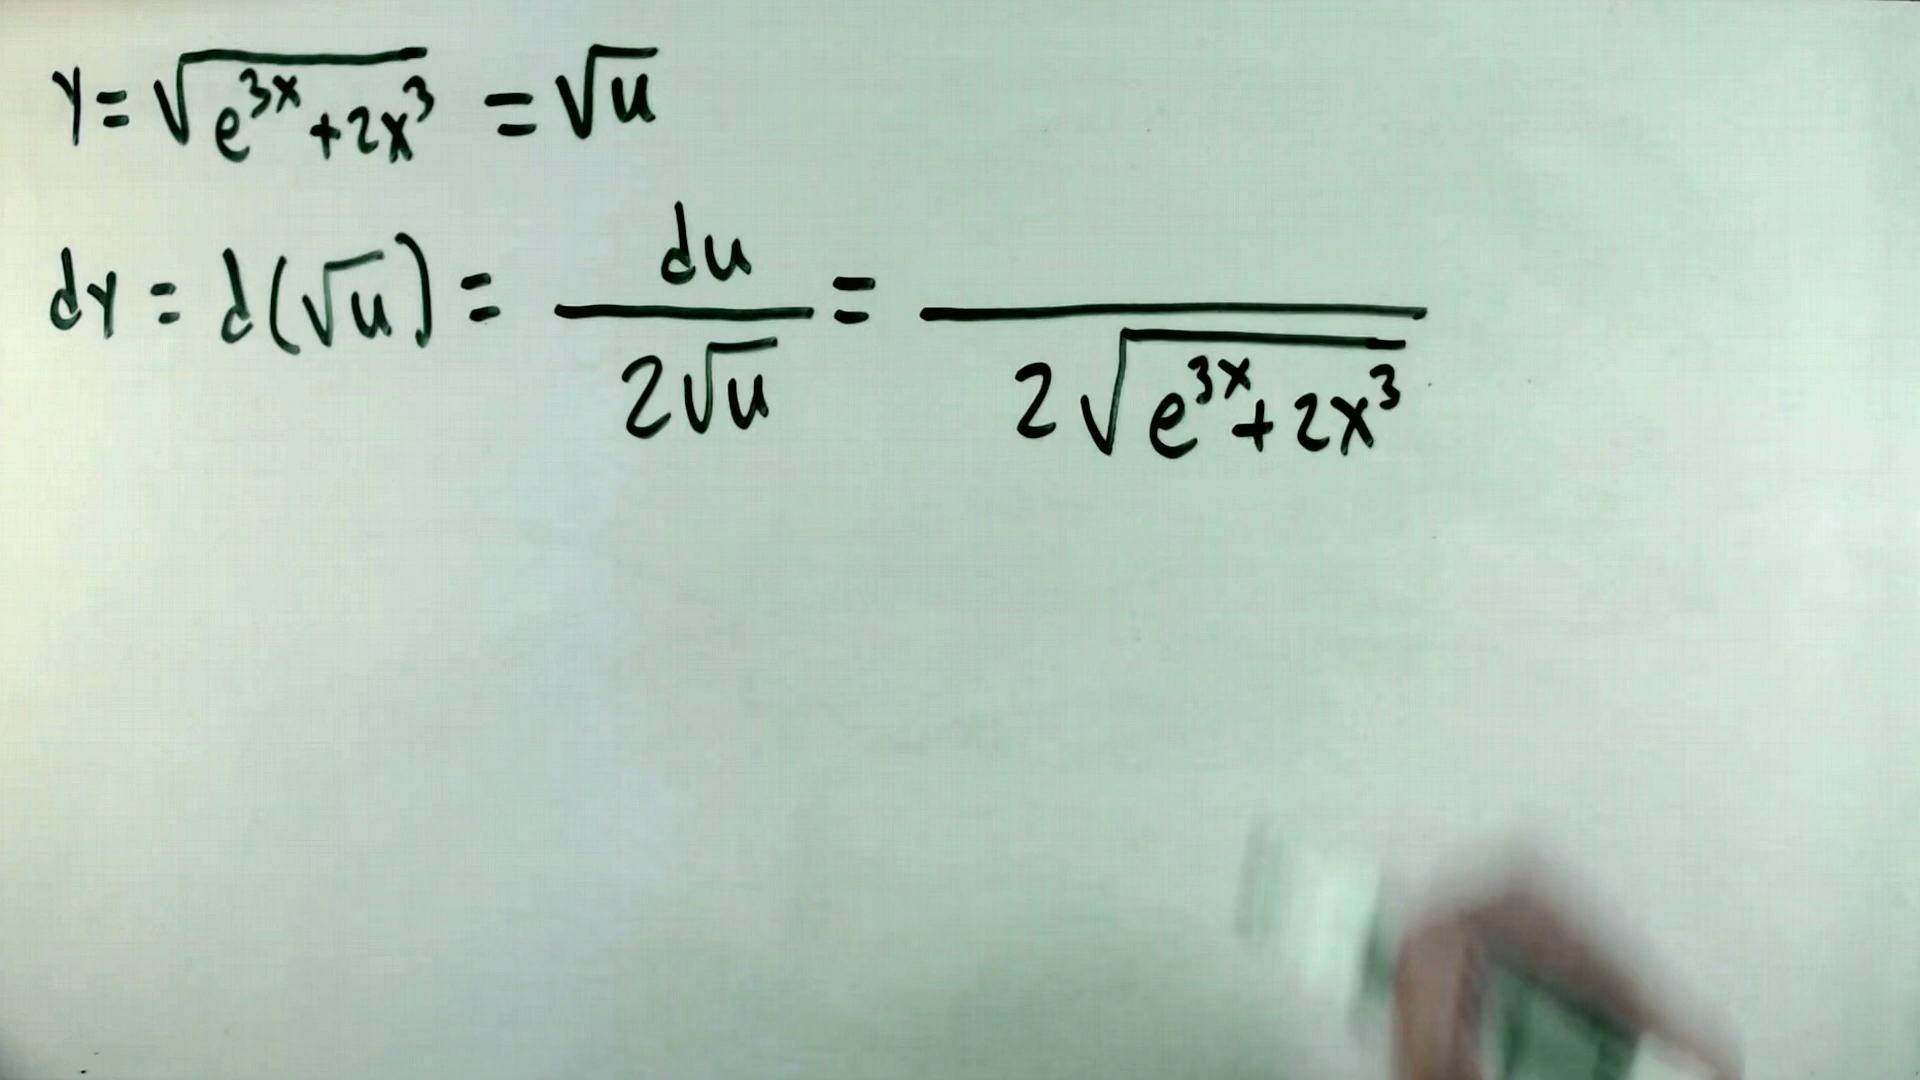 y = √(e^{3x} + 2x^3) = √u
dy = d(√u) = du / (2√u) = / (2√(e^{3x} + 2x^3))